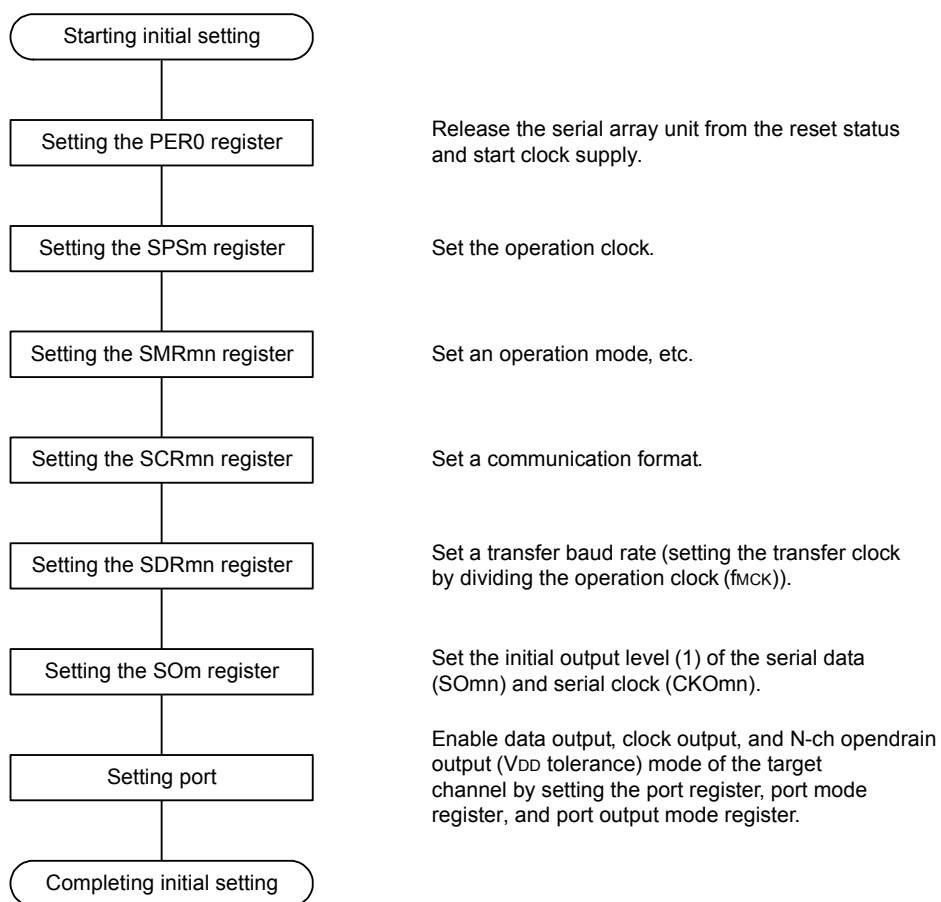 Starting initial setting
Setting the PER0 register
Release the serial array unit from the reset status
and start clock supply.
Setting the SPSm register
Set the operation clock.
Setting the SMRmn register
Set an operation mode, etc.
Setting the SCRmn register
Set a communication format.
Setting the SDRmn register
Set a transfer baud rate (setting the transfer clock
by dividing the operation clock (fMCK)).
Setting the SOm register
Set the initial output level (1) of the serial data
(SOmn) and serial clock (CKOmn).
Setting port
Enable data output, clock output, and N-ch opendrain
output (VDD tolerance) mode of the target
channel by setting the port register, port mode
register, and port output mode register.
Completing initial setting